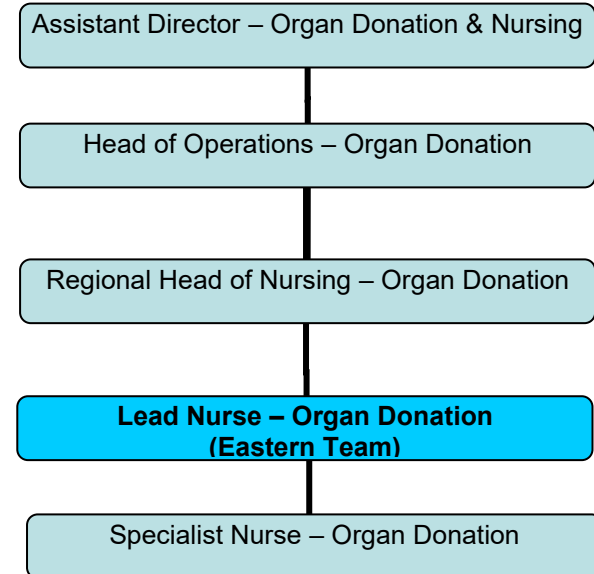 Assistant Director – Organ Donation & Nursing
Head of Operations – Organ Donation
Regional Head of Nursing – Organ Donation
Lead Nurse – Organ Donation
(Eastern Team)
Specialist Nurse – Organ Donation